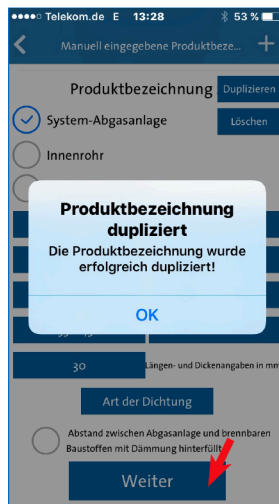 Telekom.de E 13:28 53 %
Manuell eingegebene Produktbeze... +
Produktbezeichnung Duplizieren
System-Abgasanlage Löschen
Innenrohr
Produktbezeichnung
dupliziert
Die Produktbezeichnung wurde
erfolgreich dupliziert!
OK
30 Längen- und Dickenangaben in mm
Art der Dichtung
Abstand zwischen Abgasanlage und brennbaren
Baustoffen mit Dämmung hinterfüllt
Weiter